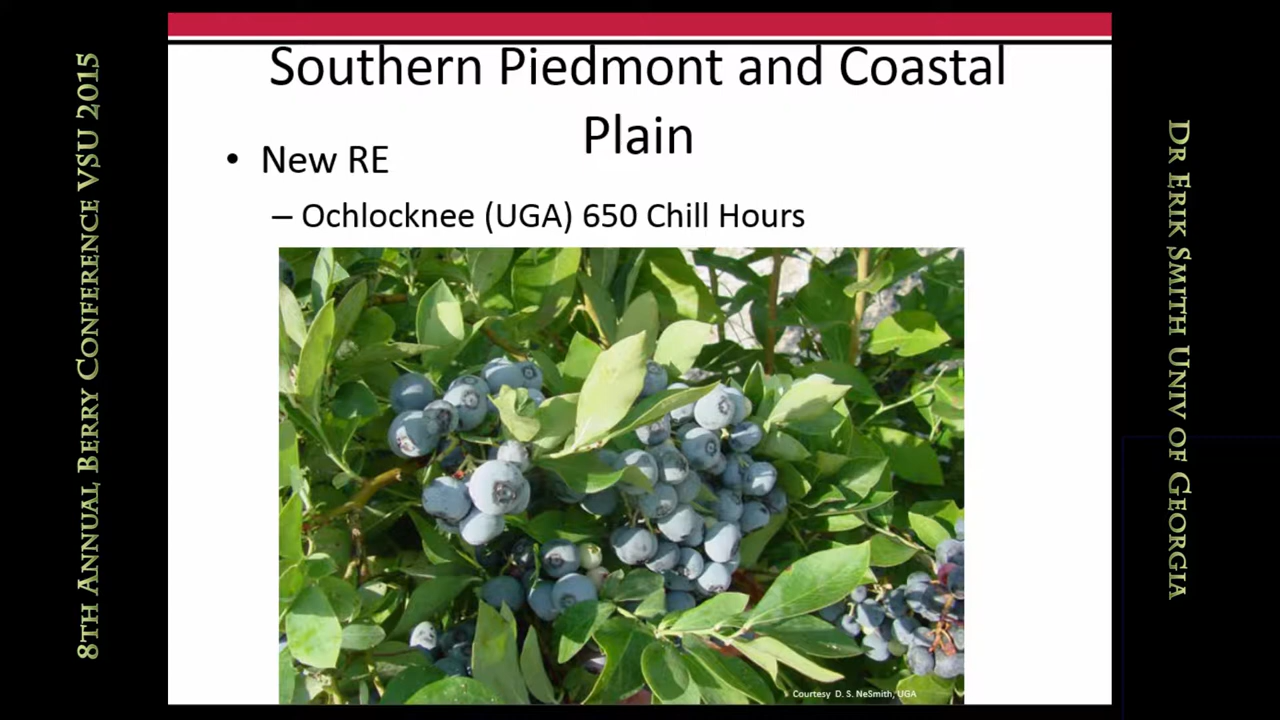 8TH ANNUAL BERRY CONFERENCE VSU 2015
Southern Piedmont and Coastal
Plain
• New RE
– Ochlocknee (UGA) 650 Chill Hours
Courtesy D. S. NeSmith, UGA
DR ERIK SMITH UNIV OF GEORGIA